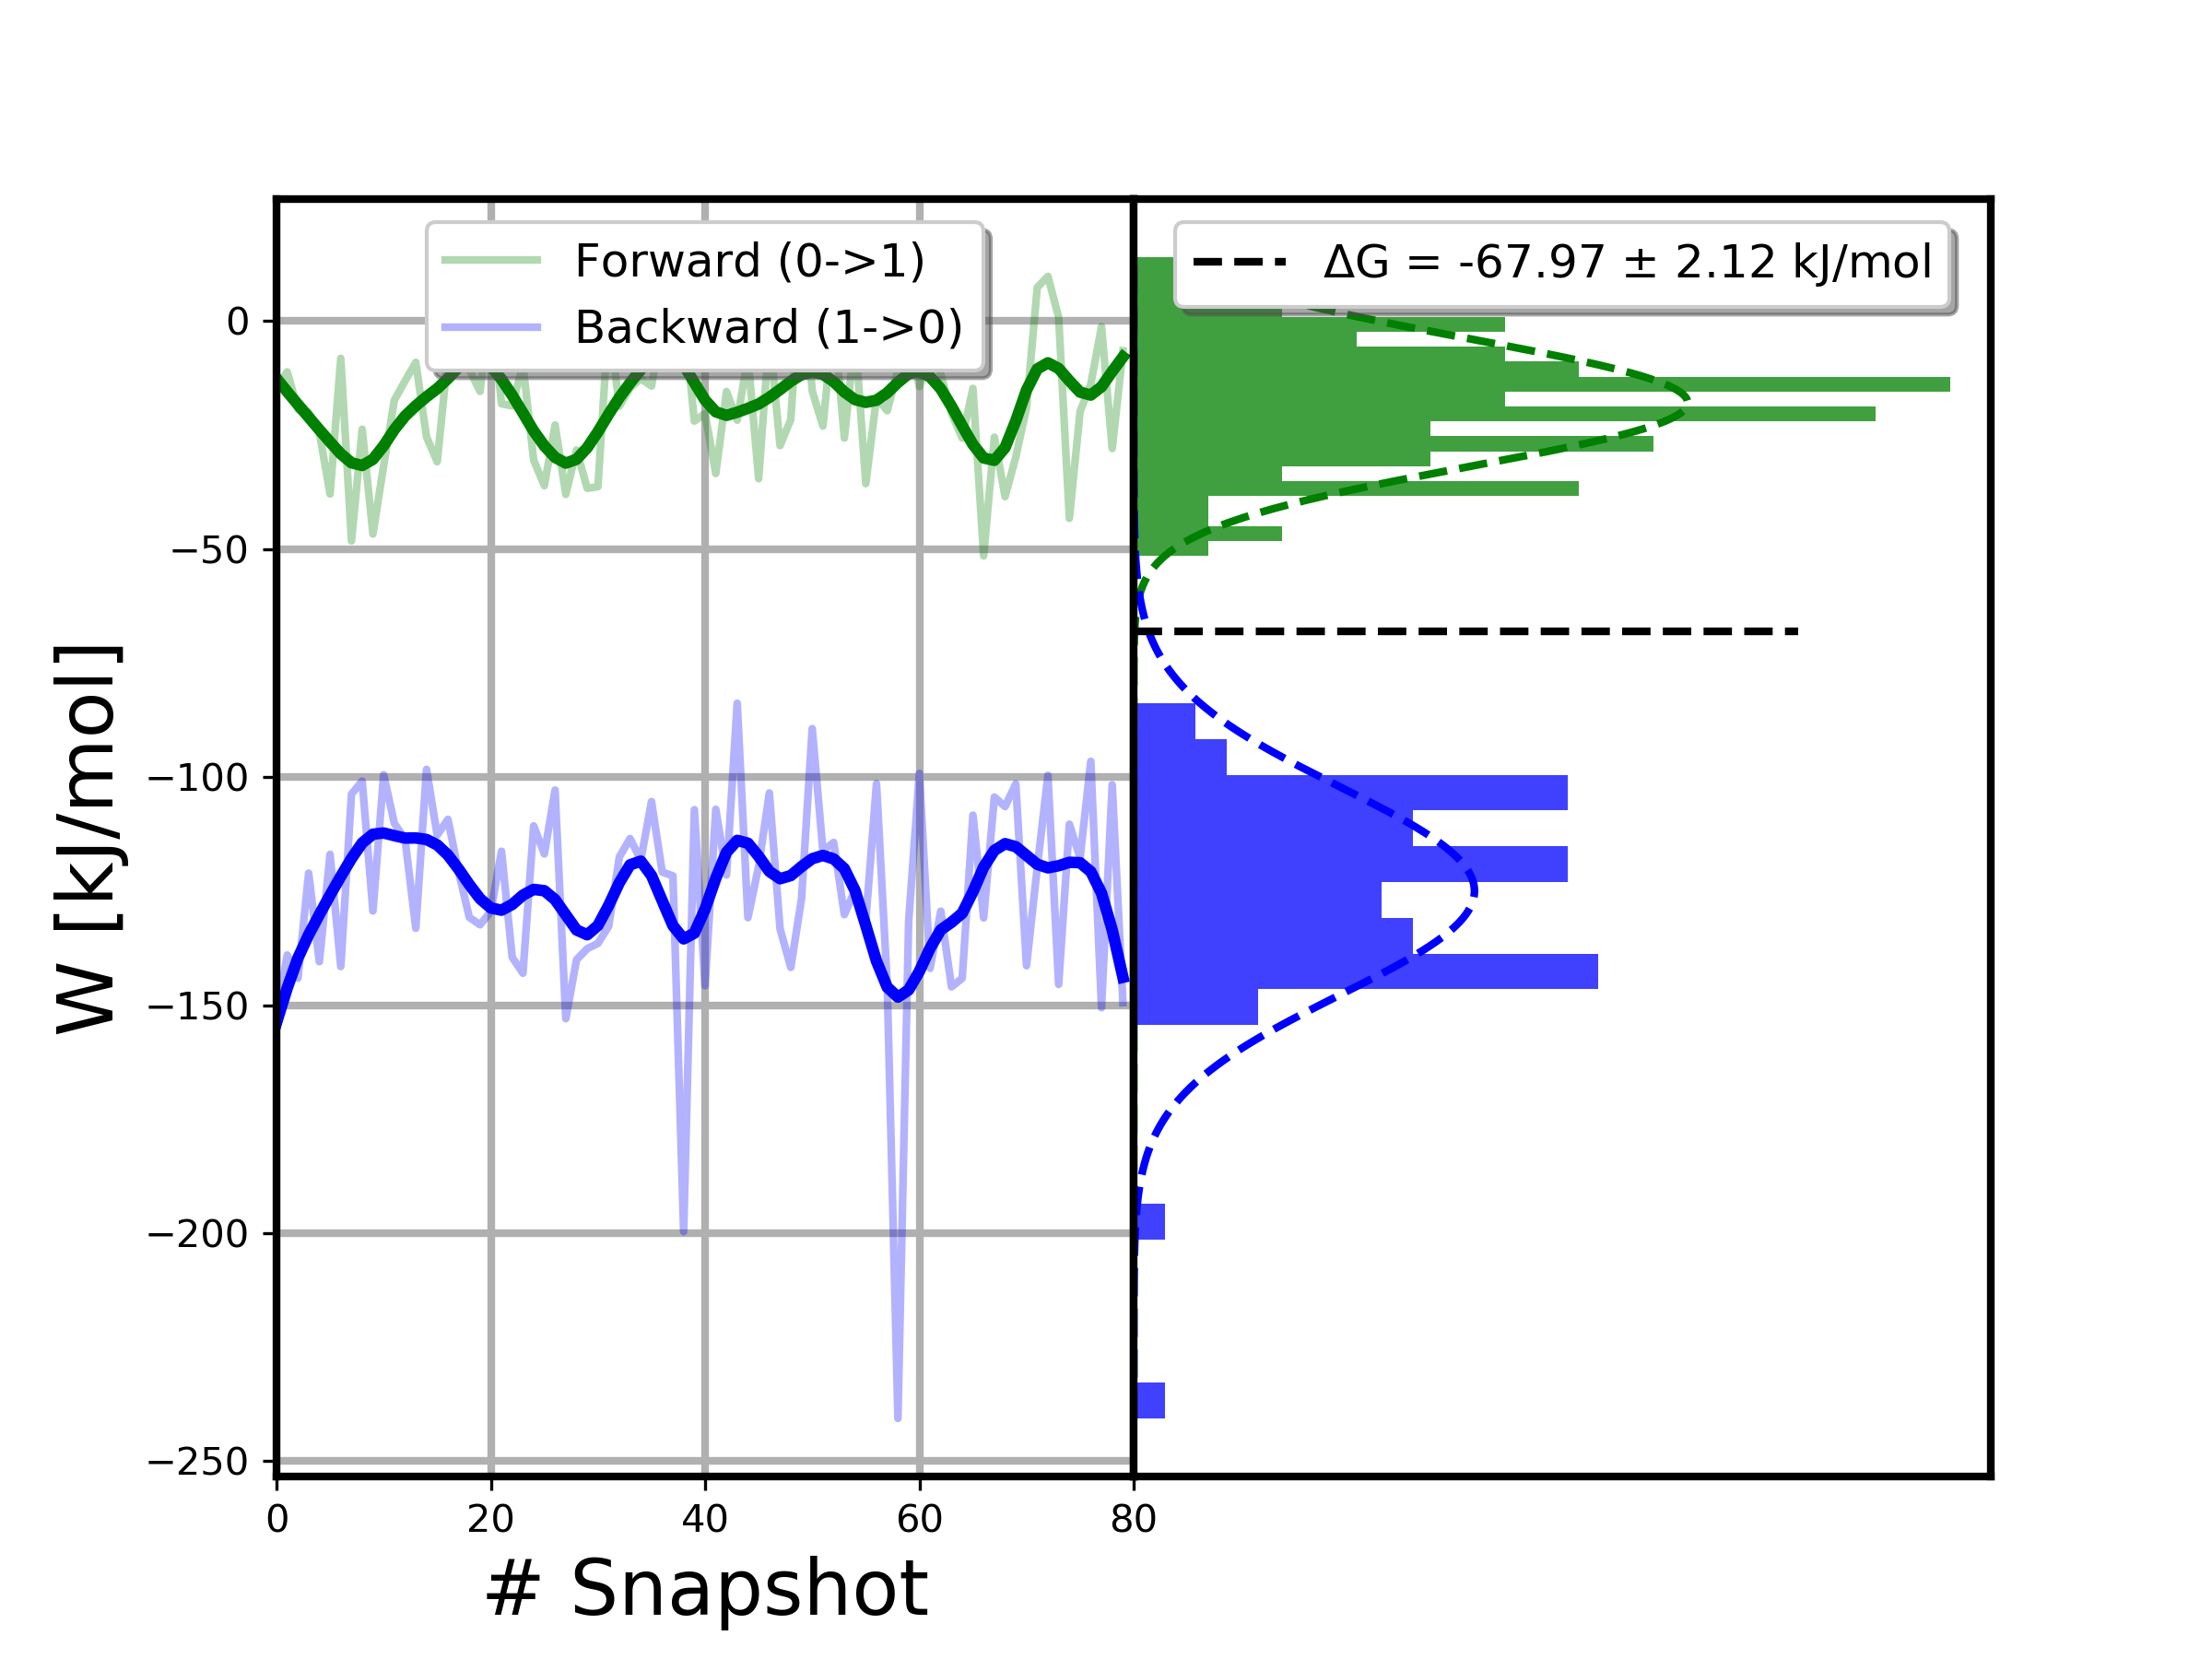 Forward (0->1)
Backward (1->0)
ΔG = -67.97 ± 2.12 kJ/mol
W [kJ/mol]
0
−50
−100
−150
−200
−250
0 20 40 60 80
# Snapshot